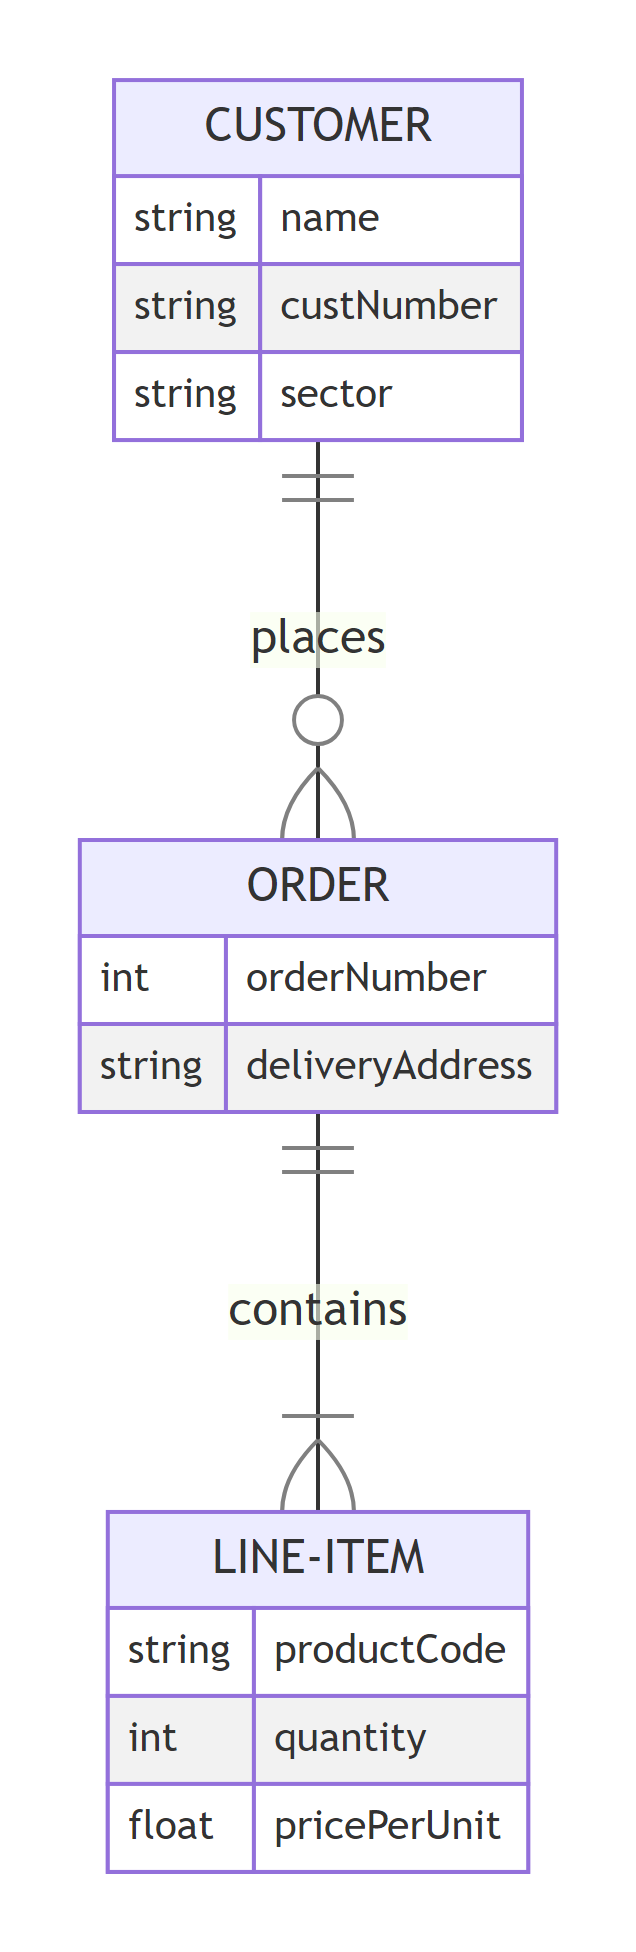 CUSTOMER
string name
string custNumber
string sector
places
ORDER
int orderNumber
string deliveryAddress
contains
LINE-ITEM
string productCode
int quantity
float pricePerUnit